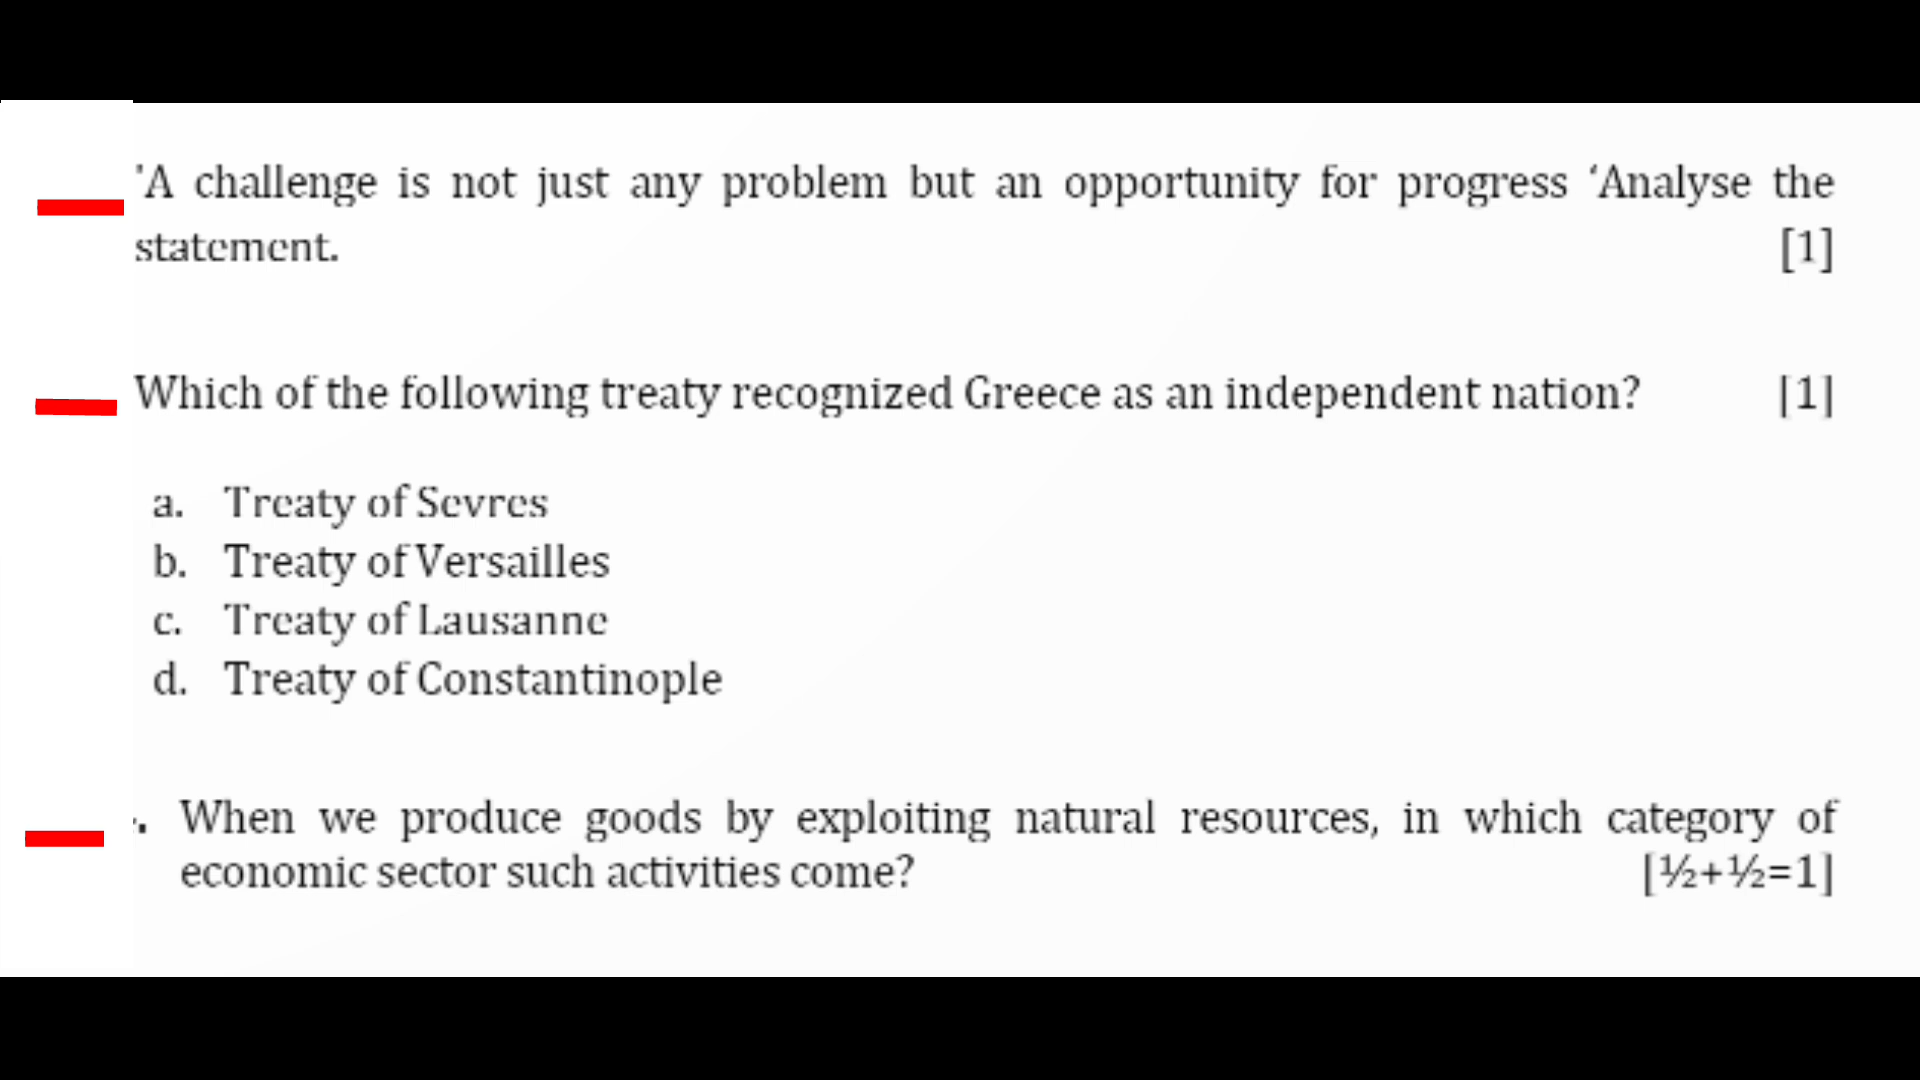 'A challenge is not just any problem but an opportunity for progress ‘Analyse the
statement. [1]
Which of the following treaty recognized Greece as an independent nation? [1]
a. Treaty of Sevres
b. Treaty of Versailles
c. Treaty of Lausanne
d. Treaty of Constantinople
. When we produce goods by exploiting natural resources, in which category of
economic sector such activities come? [½+½=1]